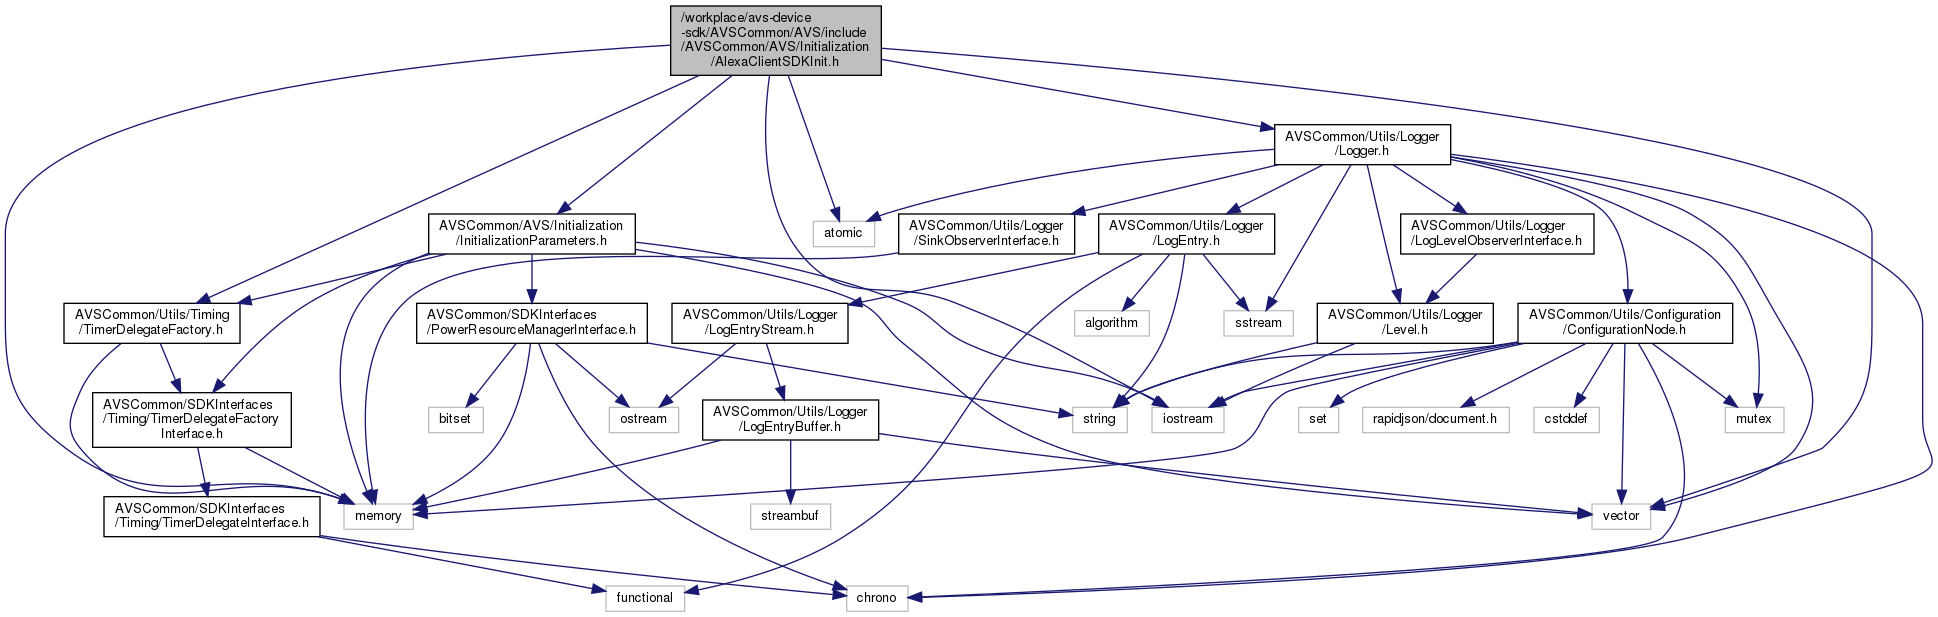 /workplace/avs-device
-sdk/AVSCommon/AVS/include
/AVSCommon/AVS/Initialization
/AlexaClientSDKInit.h
AVSCommon/Utils/Logger
/Logger.h
AVSCommon/AVS/Initialization
/InitializationParameters.h
atomic
AVSCommon/Utils/Logger
/SinkObserverInterface.h
AVSCommon/Utils/Logger
/LogEntry.h
AVSCommon/Utils/Logger
/LogLevelObserverInterface.h
AVSCommon/Utils/Timing
/TimerDelegateFactory.h
AVSCommon/SDKInterfaces
/PowerResourceManagerInterface.h
AVSCommon/Utils/Logger
/LogEntryStream.h
algorithm
sstream
AVSCommon/Utils/Logger
/Level.h
AVSCommon/Utils/Configuration
/ConfigurationNode.h
AVSCommon/SDKInterfaces
/Timing/TimerDelegateFactory
Interface.h
bitset
ostream
AVSCommon/Utils/Logger
/LogEntryBuffer.h
string
iostream
set
rapidjson/document.h
cstddef
mutex
AVSCommon/SDKInterfaces
/Timing/TimerDelegateInterface.h
memory
streambuf
vector
functional
chrono